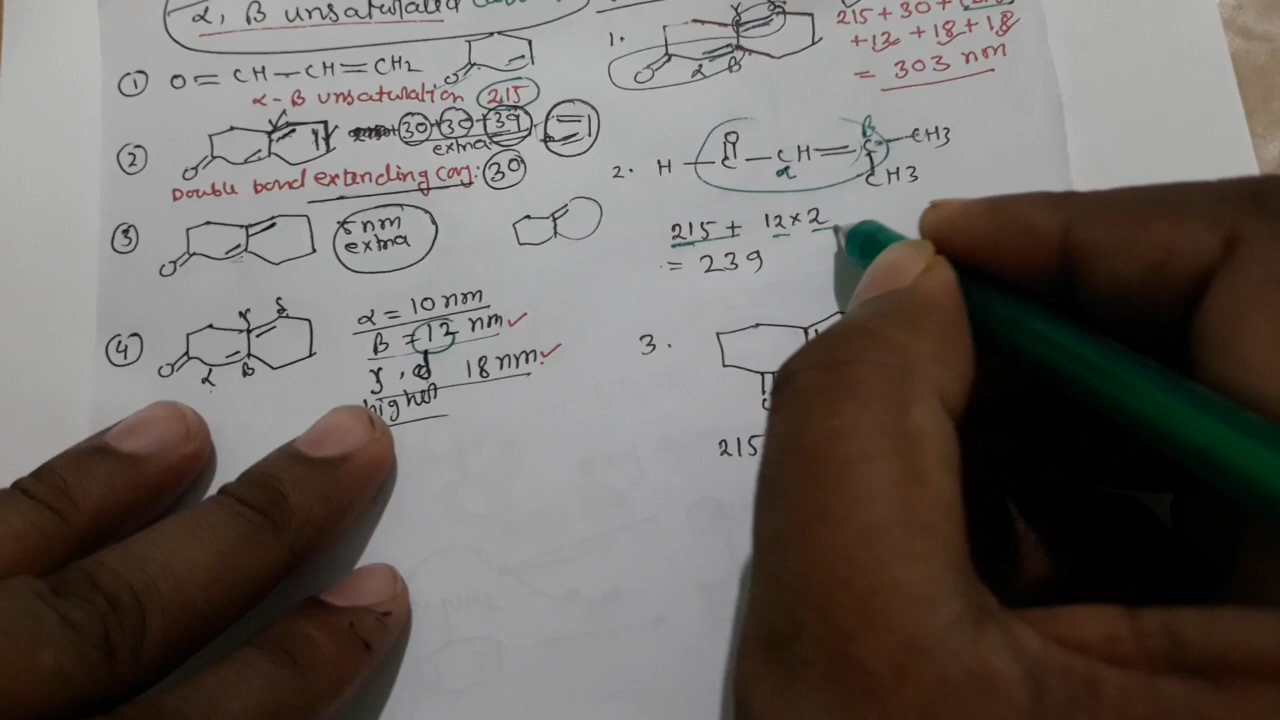 α, β unsaturated
① O = CH - CH = CH2
O
α - β unsaturation 215
② 30 + 30 + 39
extra
O
Double bond extending conj: 30
③ 5nm
extra
O
④ γ δ
O α β
α = 10 nm
β = 12 nm ✓
γ, δ 18 nm ✓
higher
1.
O α β
215 + 30 +
+ 12 + 18 + 18
= 303 nm
2. H - C - CH = C - CH3
O
α β
CH3
215 + 12 × 2
= 239
3.
215